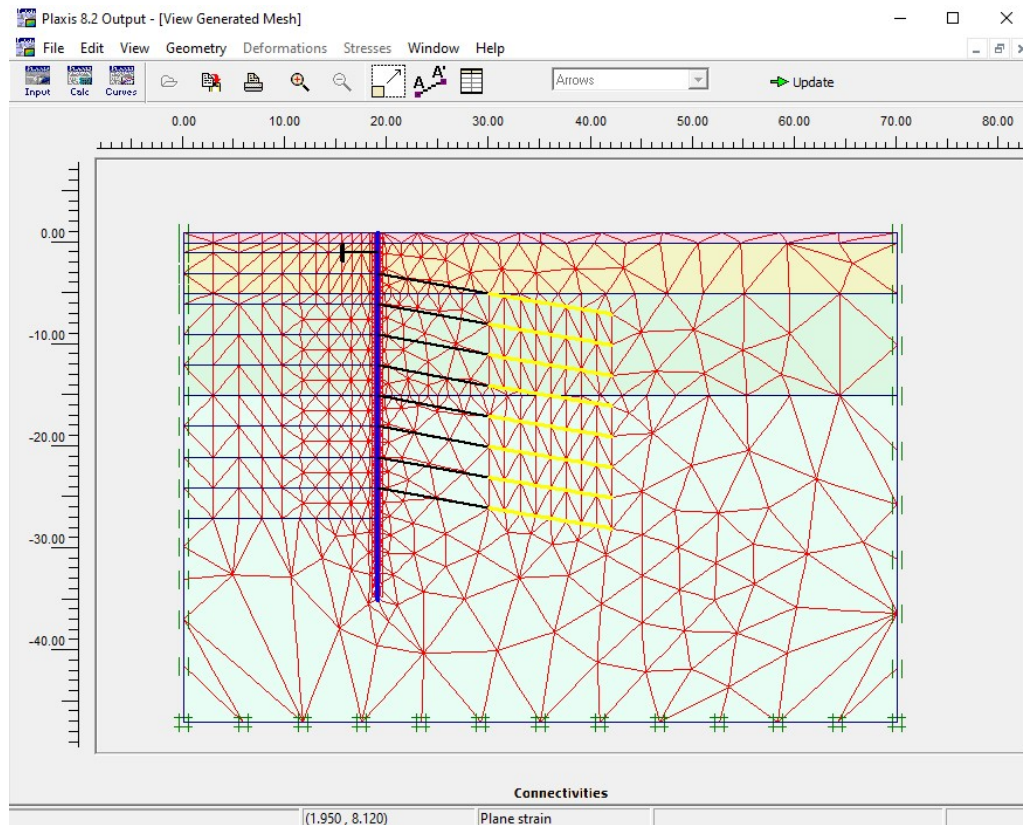 Plaxis 8.2 Output - [View Generated Mesh]
File Edit View Geometry Deformations Stresses Window Help
Input Calc Curves A A' Arrows Update
0.00 10.00 20.00 30.00 40.00 50.00 60.00 70.00 80.00
0.00
-10.00
-20.00
-30.00
-40.00
Connectivities
(1.950 , 8.120) Plane strain